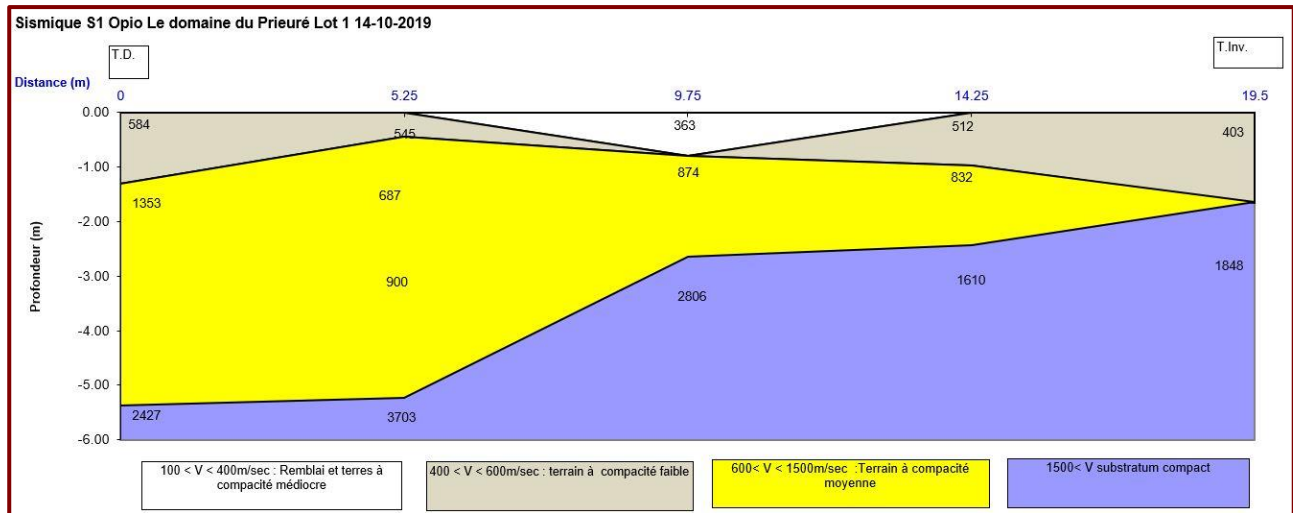 Sismique S1 Opio Le domaine du Prieuré Lot 1 14-10-2019
T.D.
T.Inv.
Distance (m)
0 5.25 9.75 14.25 19.5
0.00
584 545 363 512 403
-1.00
874 832
1353 687
-2.00
Profondeur (m)
-3.00
900 2806 1610 1848
-4.00
-5.00
2427 3703
-6.00
100 < V < 400m/sec : Remblai et terres à
compacité médiocre
400 < V < 600m/sec : terrain à compacité faible
600< V < 1500m/sec :Terrain à compacité
moyenne
1500< V substratum compact